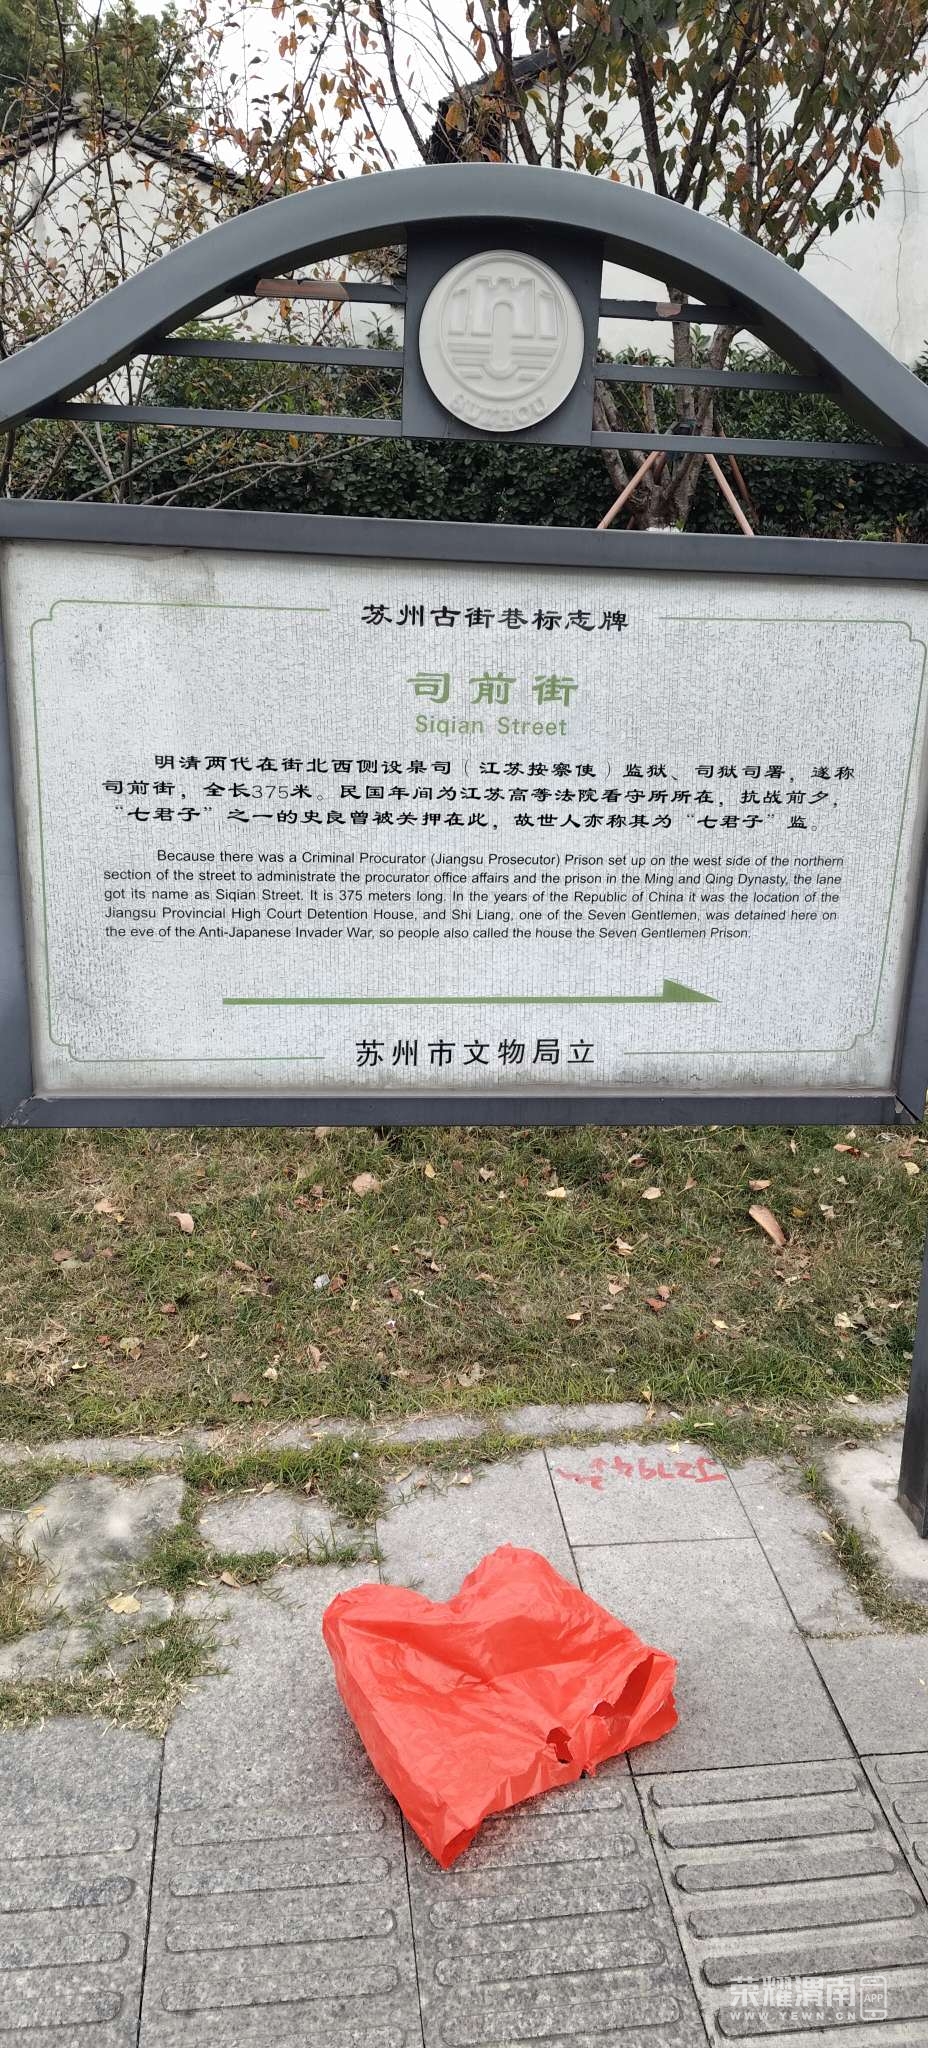 SUZHOU
苏州古街巷标志牌
司前街
Siqian Street
明清两代在街北西侧设臬司（江苏按察使）监狱、司狱司署，遂称
司前街，全长375米。民国年间为江苏高等法院看守所所在，抗战前夕，
“七君子”之一的史良曾被关押在此，故世人亦称其为“七君子”监。
Because there was a Criminal Procurator (Jiangsu Prosecutor) Prison set up on the west side of the northern
section of the street to administrate the procurator office affairs and the prison in the Ming and Qing Dynasty, the lane
got its name as Siqian Street. It is 375 meters long. In the years of the Republic of China it was the location of the
Jiangsu Provincial High Court Detention House, and Shi Liang, one of the Seven Gentlemen, was detained here on
the eve of the Anti-Japanese Invader War, so people also called the house the Seven Gentlemen Prison.
苏州市文物局立
荣耀渭南 APP
WWW.YEWN.CN